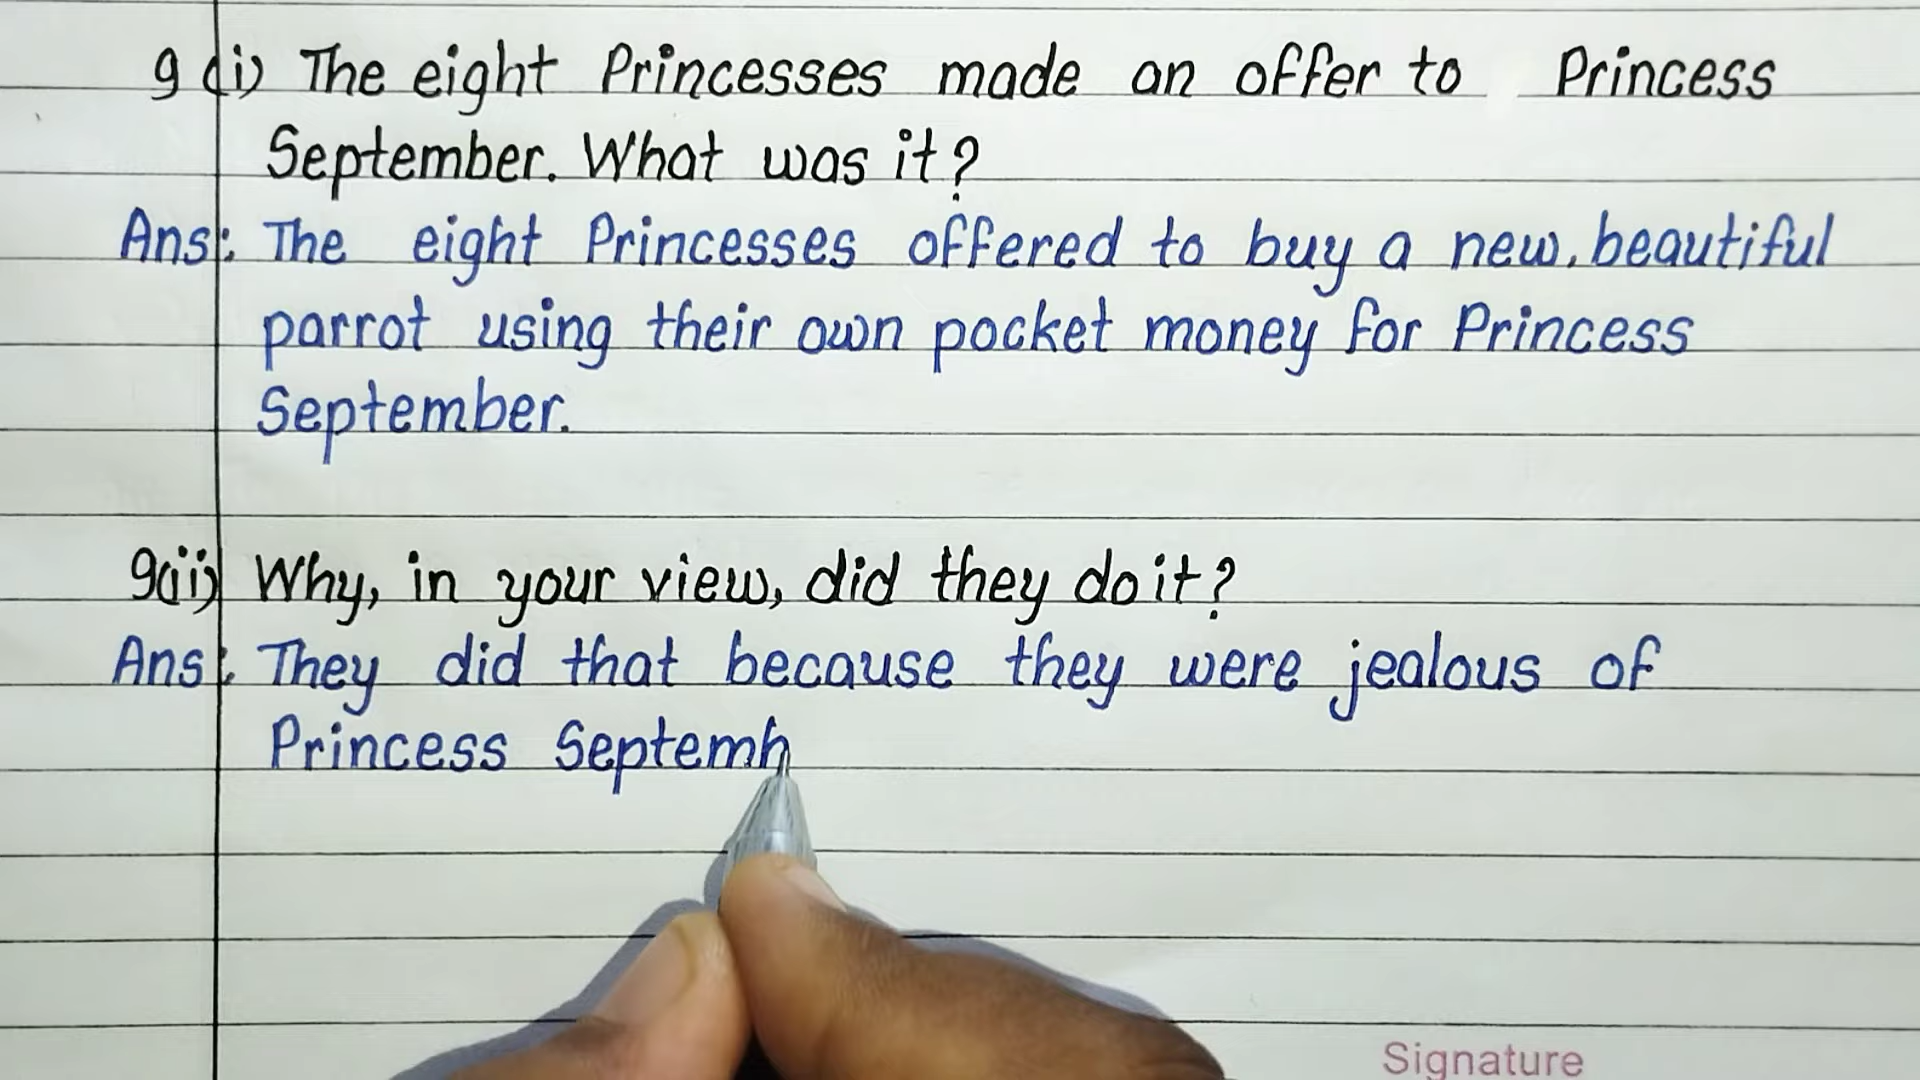 9(i) The eight Princesses made an offer to Princess
September. What was it?
Ans: The eight Princesses offered to buy a new, beautiful
parrot using their own pocket money for Princess
September.
9(ii) Why, in your view, did they do it?
Ans: They did that because they were jealous of
Princess Septemb
Signature